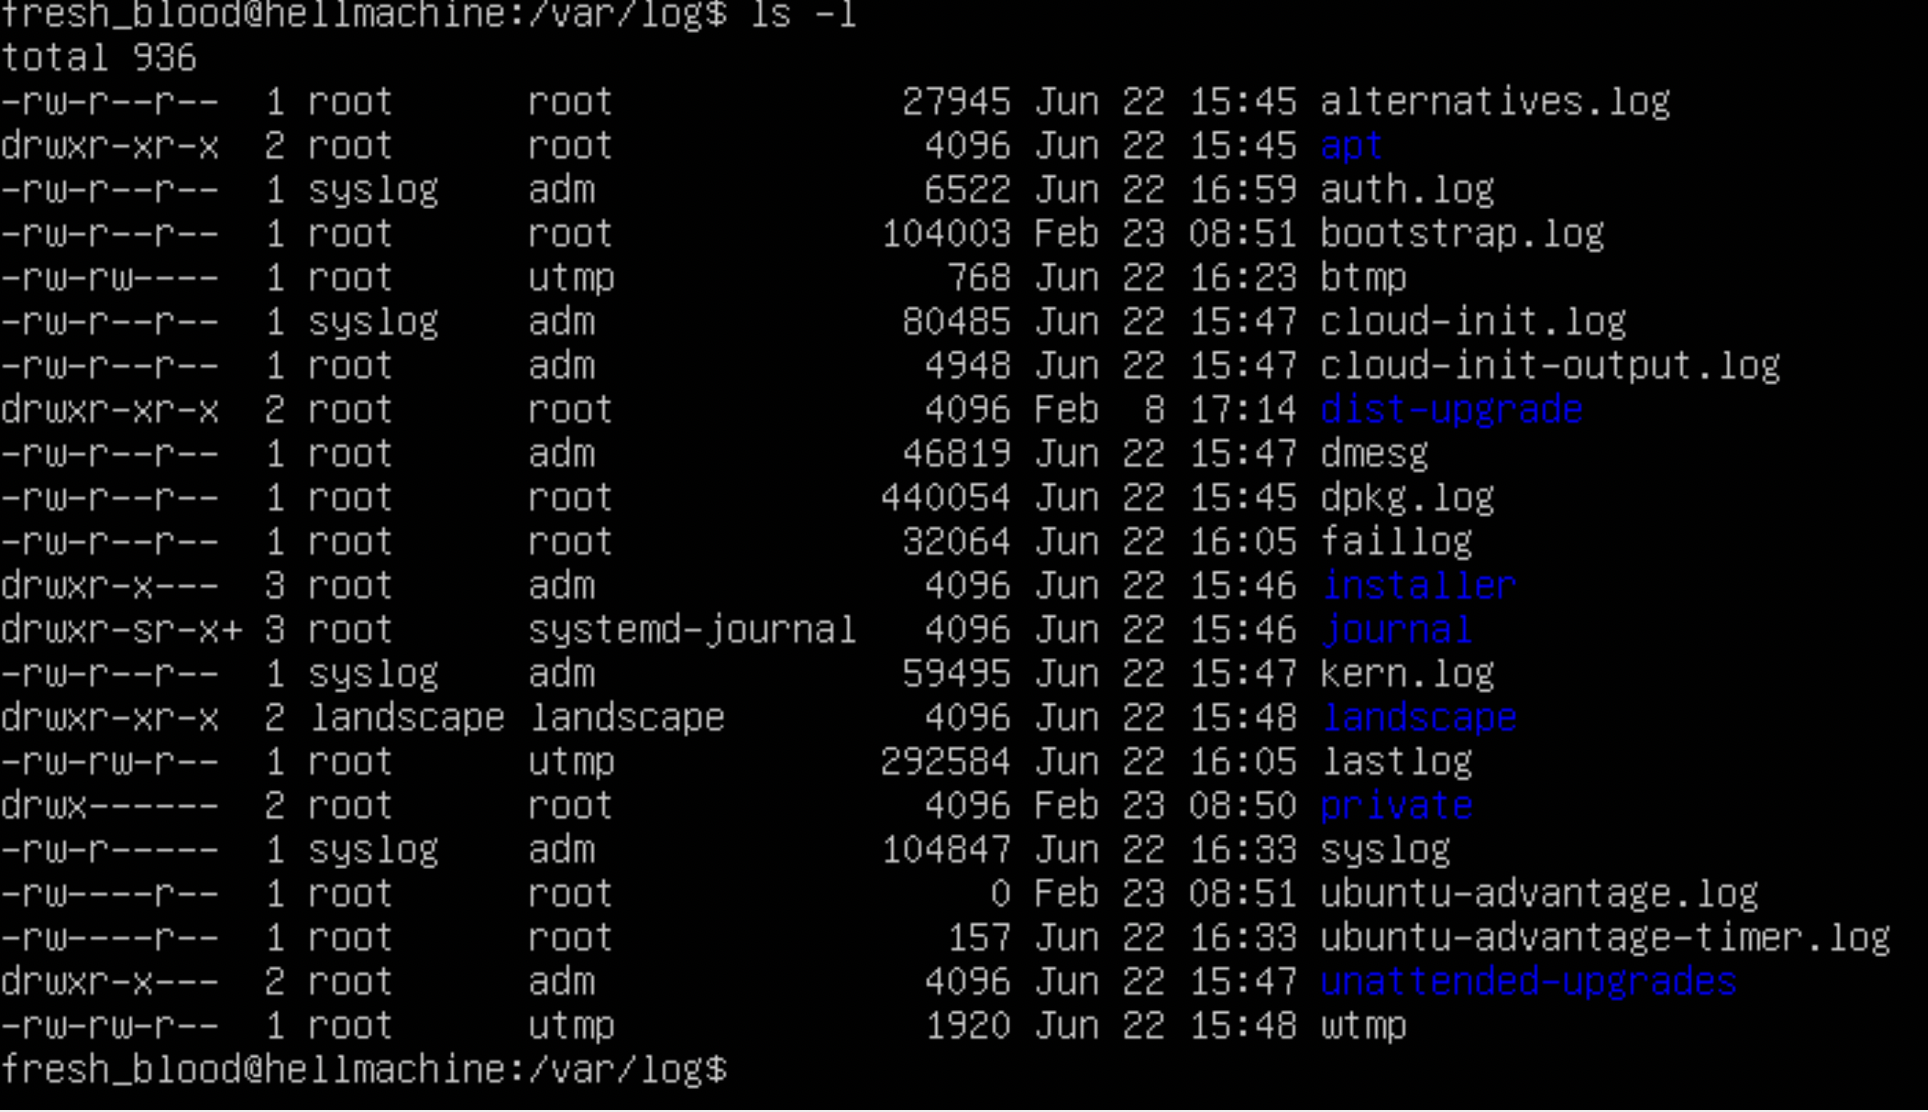 fresh_blood@hellmachine:/var/log$ ls -l
total 936
-rw-r--r--  1 root      root              27945 Jun 22 15:45 alternatives.log
drwxr-xr-x  2 root      root               4096 Jun 22 15:45 apt
-rw-r--r--  1 syslog    adm                6522 Jun 22 16:59 auth.log
-rw-r--r--  1 root      root             104003 Feb 23 08:51 bootstrap.log
-rw-rw----  1 root      utmp                768 Jun 22 16:23 btmp
-rw-r--r--  1 syslog    adm               80485 Jun 22 15:47 cloud-init.log
-rw-r--r--  1 root      adm                4948 Jun 22 15:47 cloud-init-output.log
drwxr-xr-x  2 root      root               4096 Feb  8 17:14 dist-upgrade
-rw-r--r--  1 root      adm               46819 Jun 22 15:47 dmesg
-rw-r--r--  1 root      root             440054 Jun 22 15:45 dpkg.log
-rw-r--r--  1 root      root              32064 Jun 22 16:05 faillog
drwxr-x---  3 root      adm                4096 Jun 22 15:46 installer
drwxr-sr-x+ 3 root      systemd-journal    4096 Jun 22 15:46 journal
-rw-r--r--  1 syslog    adm               59495 Jun 22 15:47 kern.log
drwxr-xr-x  2 landscape landscape          4096 Jun 22 15:48 landscape
-rw-rw-r--  1 root      utmp             292584 Jun 22 16:05 lastlog
drwx------  2 root      root               4096 Feb 23 08:50 private
-rw-r-----  1 syslog    adm              104847 Jun 22 16:33 syslog
-rw----r--  1 root      root                  0 Feb 23 08:51 ubuntu-advantage.log
-rw----r--  1 root      root                157 Jun 22 16:33 ubuntu-advantage-timer.log
drwxr-x---  2 root      adm                4096 Jun 22 15:47 unattended-upgrades
-rw-rw-r--  1 root      utmp               1920 Jun 22 15:48 wtmp
fresh_blood@hellmachine:/var/log$